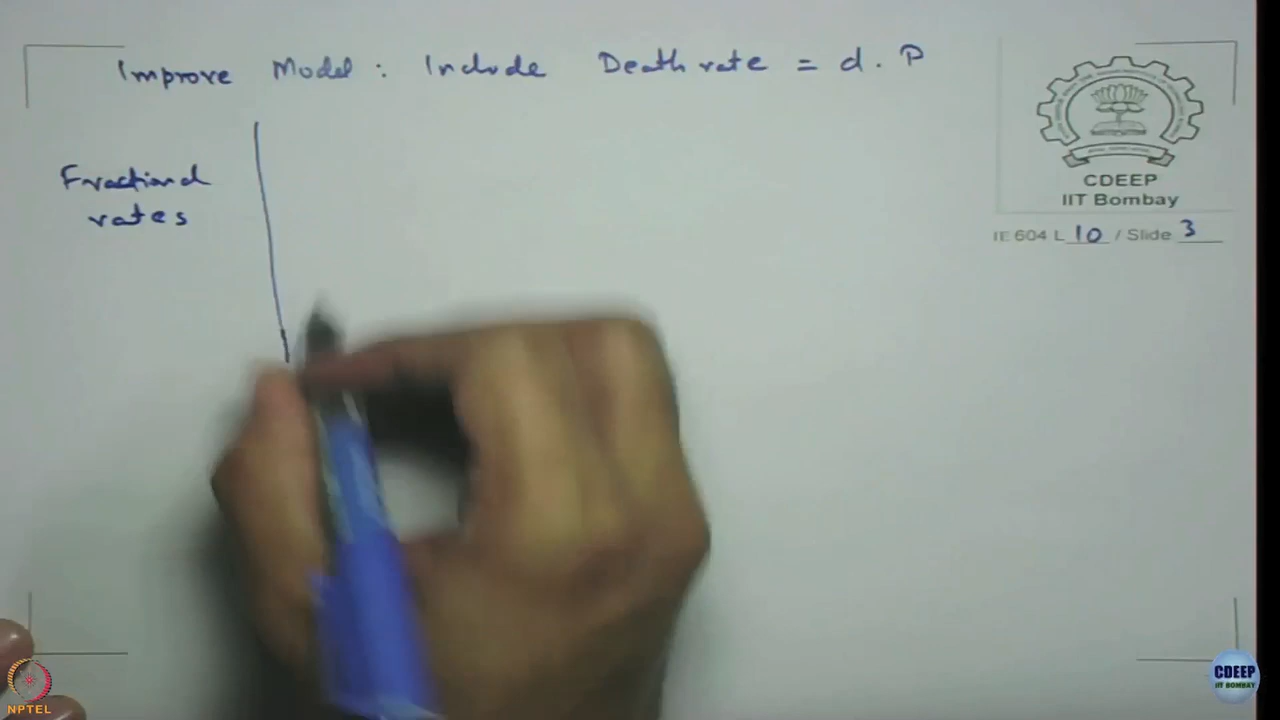 Improve Model : Include Death rate = d . P
Fractional
rates
CDEEP
IIT Bombay
IE 604 L 10 / Slide 3
NPTEL
CDEEP
IIT BOMBAY